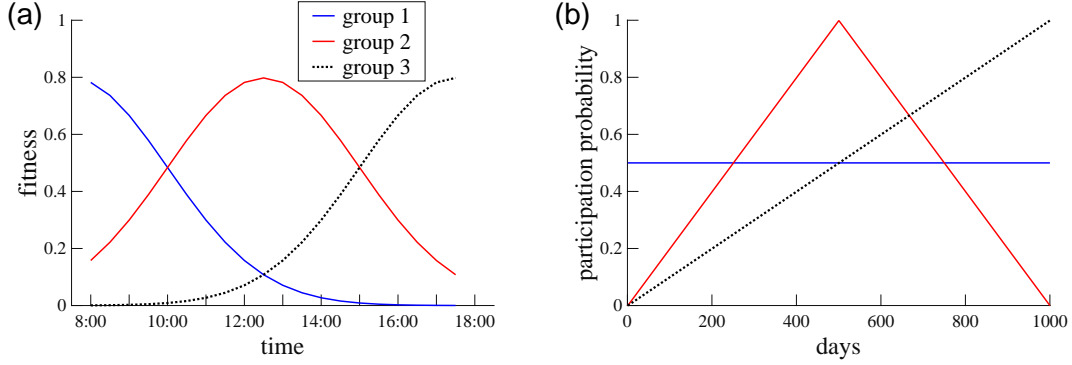 (a)
fitness
1
0.8
0.6
0.4
0.2
0
8:00 10:00 12:00 14:00 16:00 18:00
time
group 1
group 2
group 3
(b)
participation probability
1
0.8
0.6
0.4
0.2
0
0 200 400 600 800 1000
days